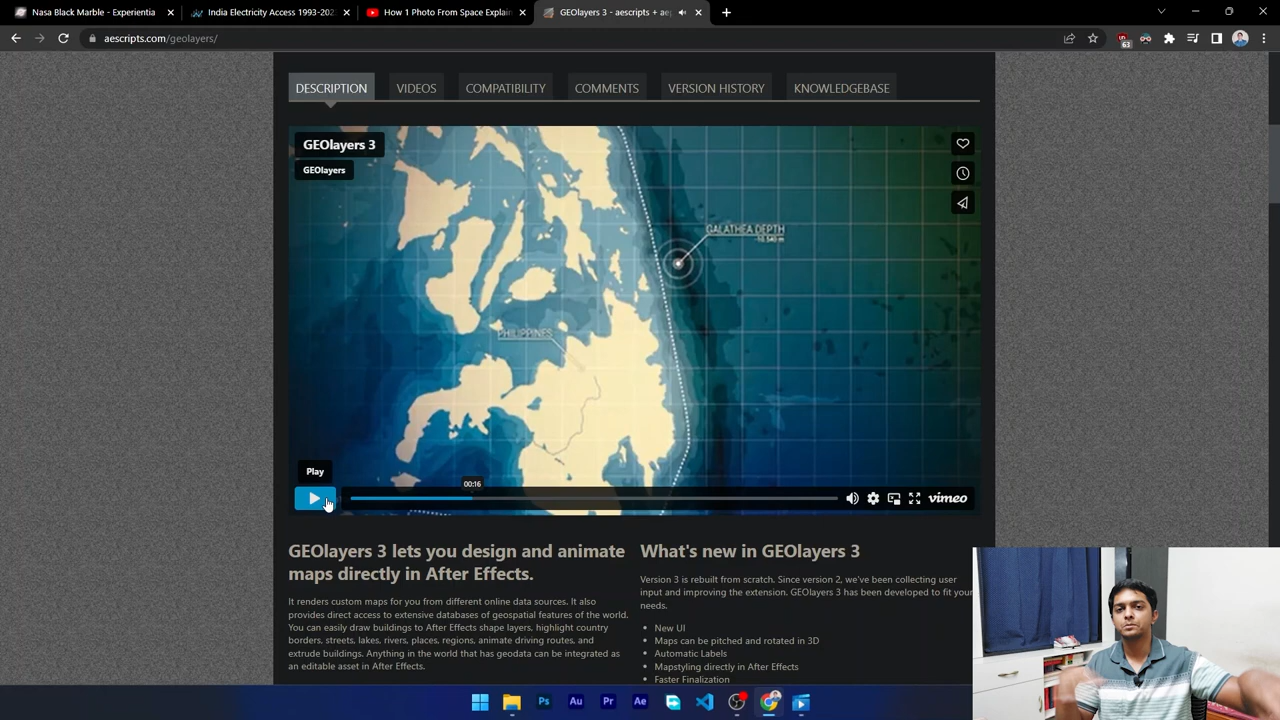 Nasa Black Marble - Experientia
India Electricity Access 1993-202
How 1 Photo From Space Explain
GEOlayers 3 - aescripts + aep
aescripts.com/geolayers/
63
DESCRIPTION
VIDEOS
COMPATIBILITY
COMMENTS
VERSION HISTORY
KNOWLEDGEBASE
GEOlayers 3
GEOlayers
GALATHEA DEPTH
PHILIPPINES
Play
00:16
vimeo
GEOlayers 3 lets you design and animate
maps directly in After Effects.
It renders custom maps for you from different online data sources. It also
provides direct access to extensive databases of geospatial features of the world.
You can easily draw buildings to After Effects shape layers, highlight country
borders, streets, lakes, rivers, places, regions, animate driving routes, and
extrude buildings. Anything in the world that has geodata can be integrated as
an editable asset in After Effects.
What's new in GEOlayers 3
Version 3 is rebuilt from scratch. Since version 2, we've been collecting user
input and improving the extension. GEOlayers 3 has been developed to fit your
needs.
New UI
Maps can be pitched and rotated in 3D
Automatic Labels
Mapstyling directly in After Effects
Faster Finalization
Ps
Au
Pr
Ae